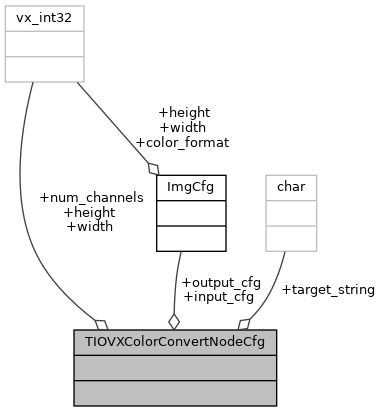 vx_int32
+height
+width
+color_format
ImgCfg
char
+num_channels
+height
+width
+output_cfg
+input_cfg
+target_string
TIOVXColorConvertNodeCfg